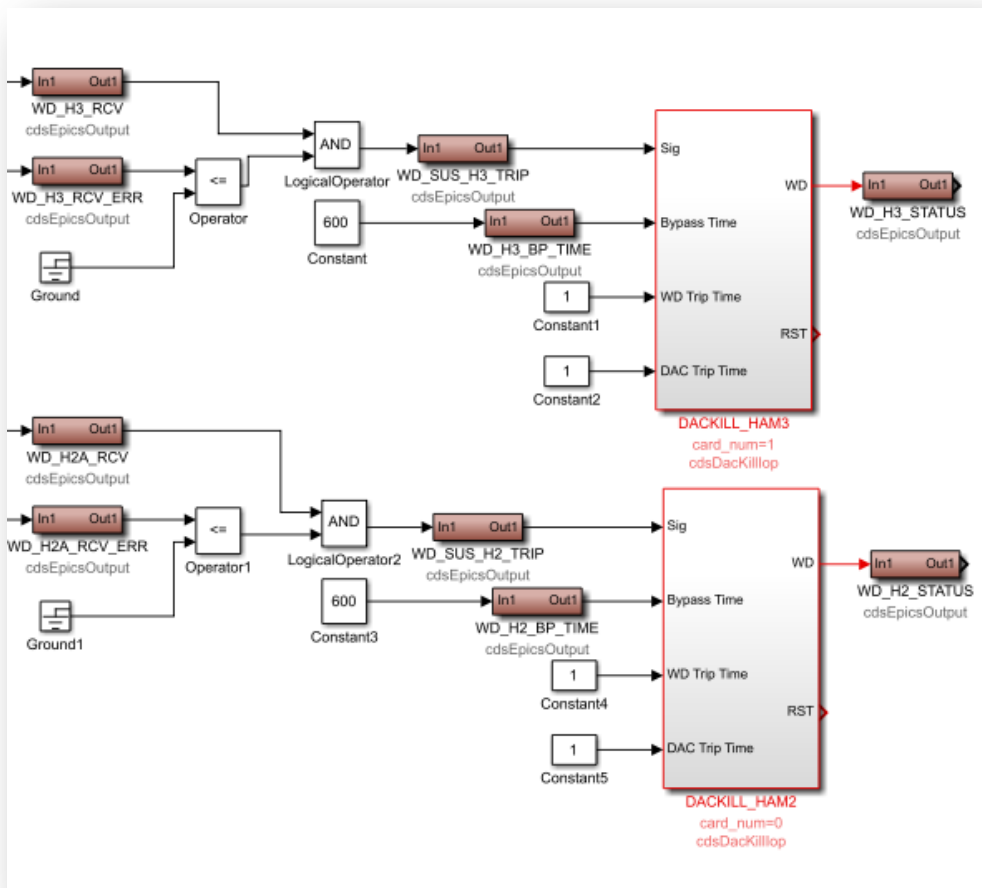 In1 Out1
WD_H3_RCV
cdsEpicsOutput
In1 Out1
WD_H3_RCV_ERR
cdsEpicsOutput
Ground
<=
Operator
AND
LogicalOperator
In1 Out1
WD_SUS_H3_TRIP
cdsEpicsOutput
600
Constant
In1 Out1
WD_H3_BP_TIME
cdsEpicsOutput
1
Constant1
1
Constant2
Sig
Bypass Time
WD Trip Time
DAC Trip Time
WD
RST
DACKILL_HAM3
card_num=1
cdsDacKillIop
In1 Out1
WD_H3_STATUS
cdsEpicsOutput
In1 Out1
WD_H2A_RCV
cdsEpicsOutput
In1 Out1
WD_H2A_RCV_ERR
cdsEpicsOutput
Ground1
<=
Operator1
AND
LogicalOperator2
In1 Out1
WD_SUS_H2_TRIP
cdsEpicsOutput
600
Constant3
In1 Out1
WD_H2_BP_TIME
cdsEpicsOutput
1
Constant4
1
Constant5
Sig
Bypass Time
WD Trip Time
DAC Trip Time
WD
RST
DACKILL_HAM2
card_num=0
cdsDacKillIop
In1 Out1
WD_H2_STATUS
cdsEpicsOutput